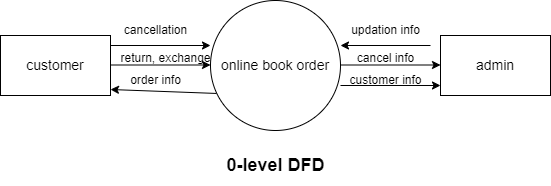 cancellation
updation info
customer
return, exchange
online book order
cancel info
admin
order info
customer info
0-level DFD